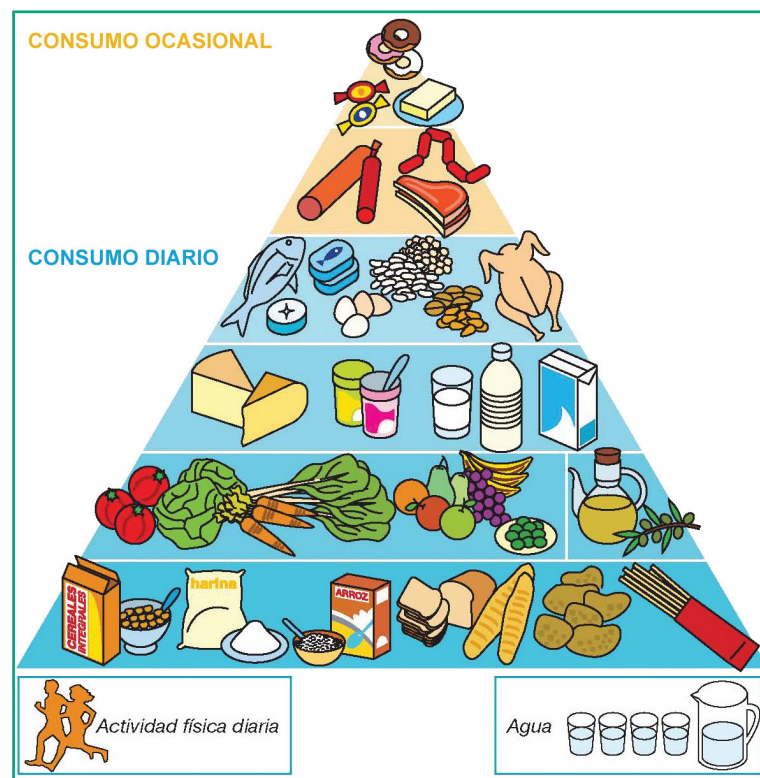 CONSUMO OCASIONAL
CONSUMO DIARIO
CEREALES
INTEGRALES
harina
ARROZ
Actividad física diaria
Agua